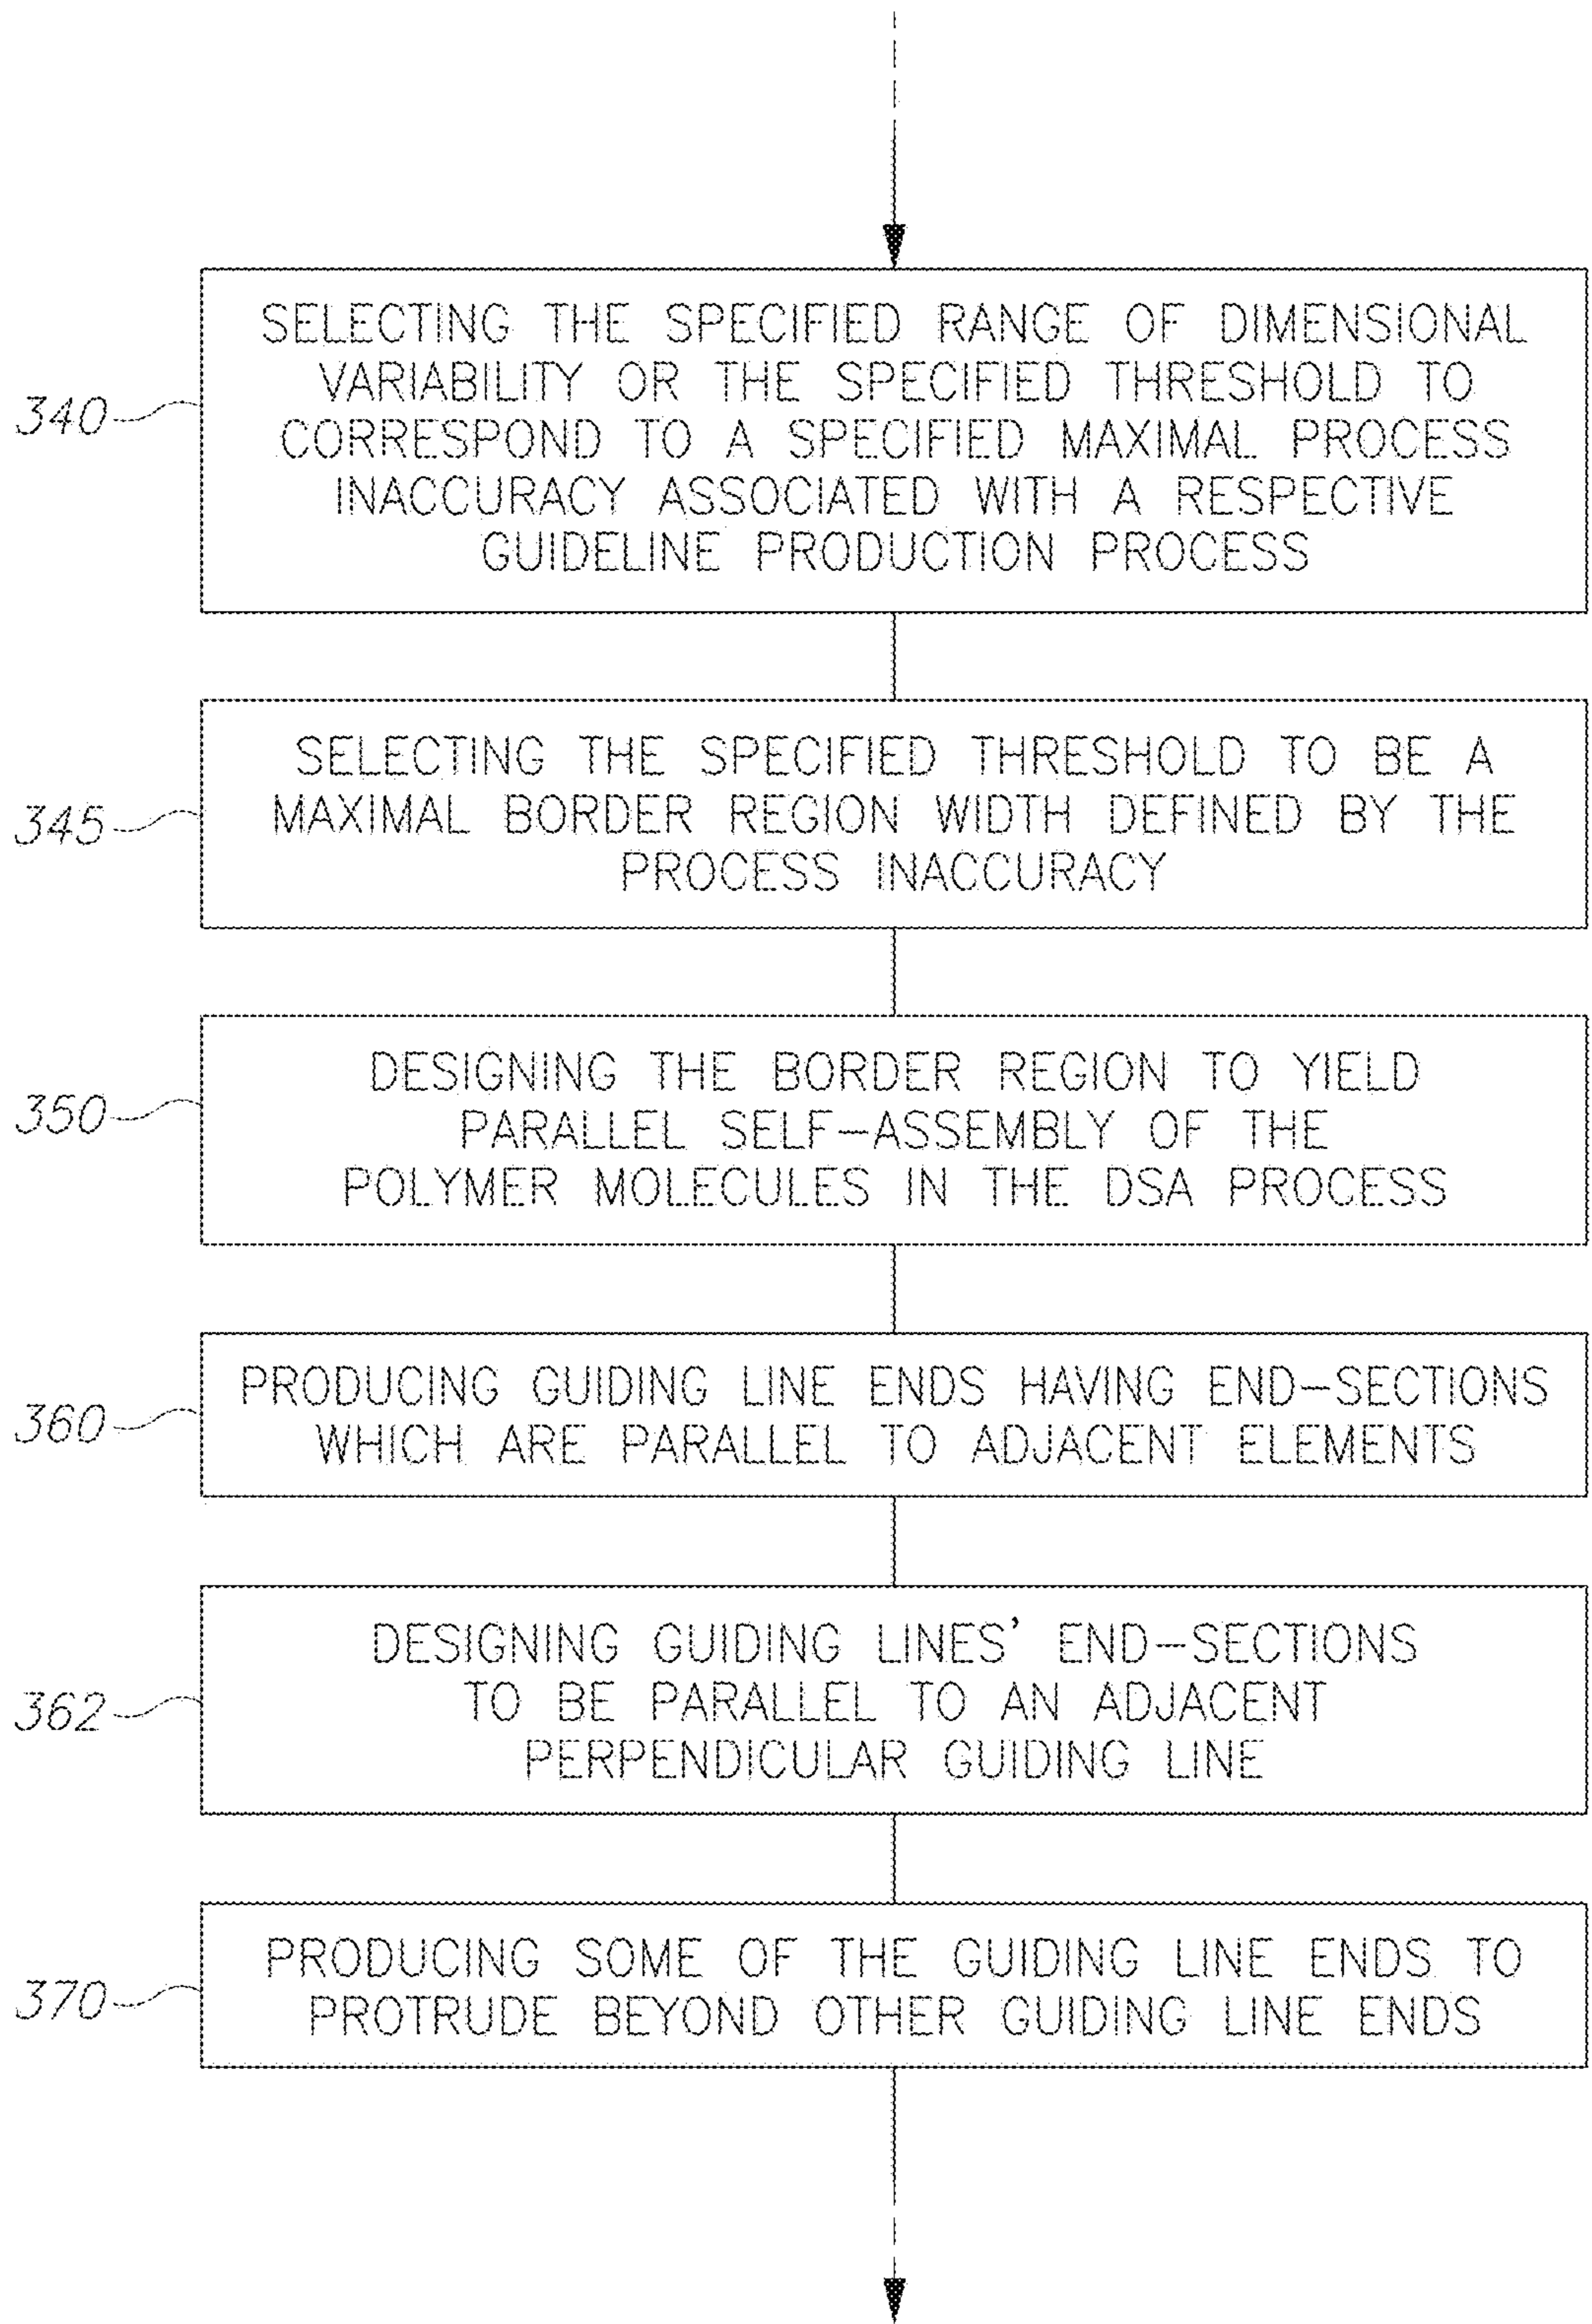 SELECTING THE SPECIFIED RANGE OF DIMENSIONAL
VARIABILITY OR THE SPECIFIED THRESHOLD TO
340
CORRESPOND TO A SPECIFIED MAXIMAL PROCESS
INACCURACY ASSOCIATED WITH A RESPECTIVE
GUIDELINE PRODUCTION PROCESS
SELECTING THE SPECIFIED THRESHOLD TO BE A
345
MAXIMAL BORDER REGION WIDTH DEFINED BY THE
PROCESS INACCURACY
DESIGNING THE BORDER REGION TO YIELD
350
PARALLEL SELF-ASSEMBLY OF THE
POLYMER MOLECULES IN THE DSA PROCESS
PRODUCING GUIDING LINE ENDS HAVING END-SECTIONS
360
WHICH ARE PARALLEL TO ADJACENT ELEMENTS
DESIGNING GUIDING LINES' END-SECTIONS
362
TO BE PARALLEL TO AN ADJACENT
PERPENDICULAR GUIDING LINE
PRODUCING SOME OF THE GUIDING LINE ENDS TO
370
PROTRUDE BEYOND OTHER GUIDING LINE ENDS